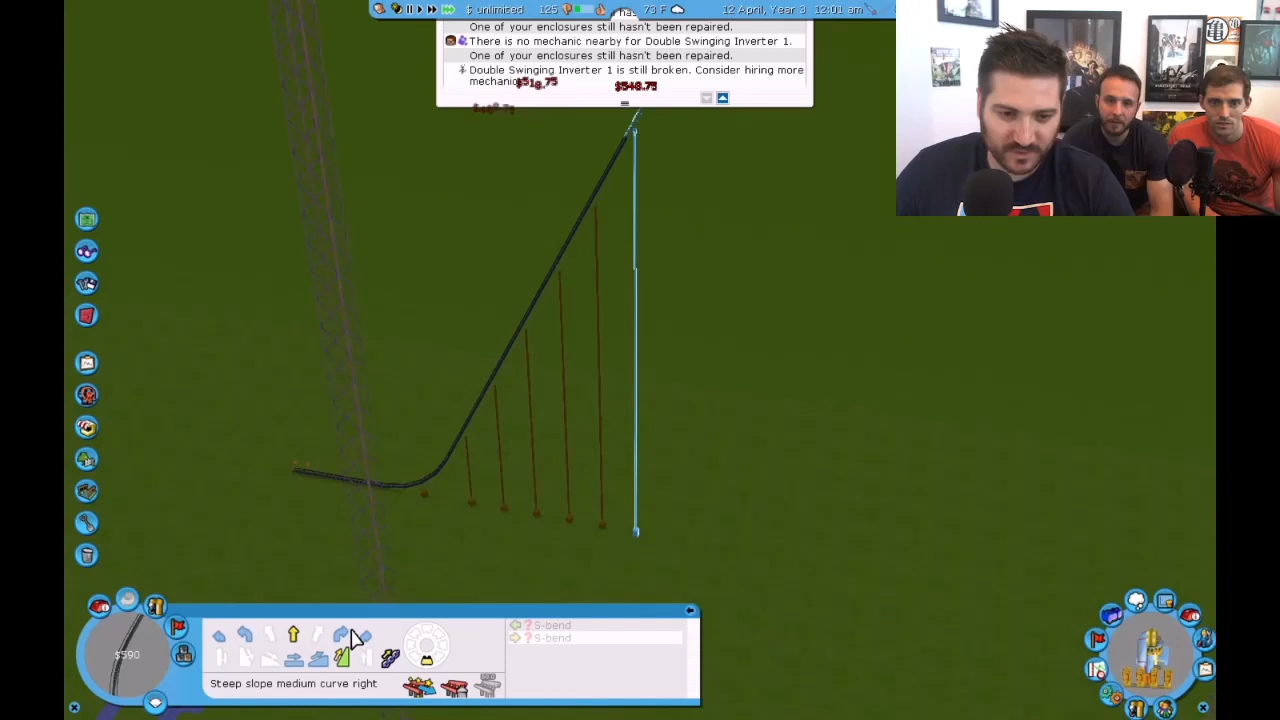 $ unlimited 125 73 F 12 April, Year 3 12:01 am
One of your enclosures still hasn't been repaired.
There is no mechanic nearby for Double Swinging Inverter 1.
One of your enclosures still hasn't been repaired.
Double Swinging Inverter 1 is still broken. Consider hiring more
mechanics
$548.75
$590
S-bend
S-bend
Steep slope medium curve right